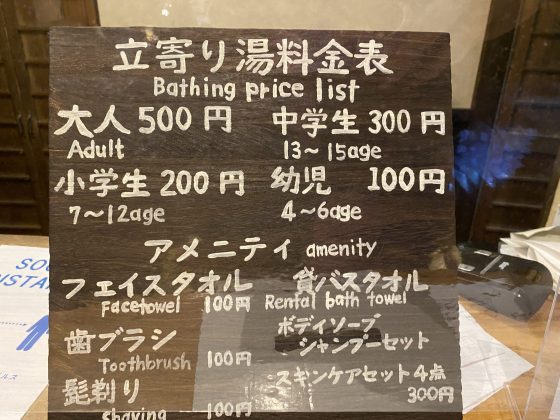 立寄り湯料金表
Bathing price list
大人 500 円 中学生 300 円
Adult 13～15age
小学生 200 円 幼児 100円
7～12age 4～6age
アメニティ amenity
フェイスタオル 貸バスタオル
Facetowel 100円 Rental bath towel
歯ブラシ ボディソープ
シャンプーセット
Toothbrush 100円
スキンケアセット 4点
髭剃り 300円
shaving 100円